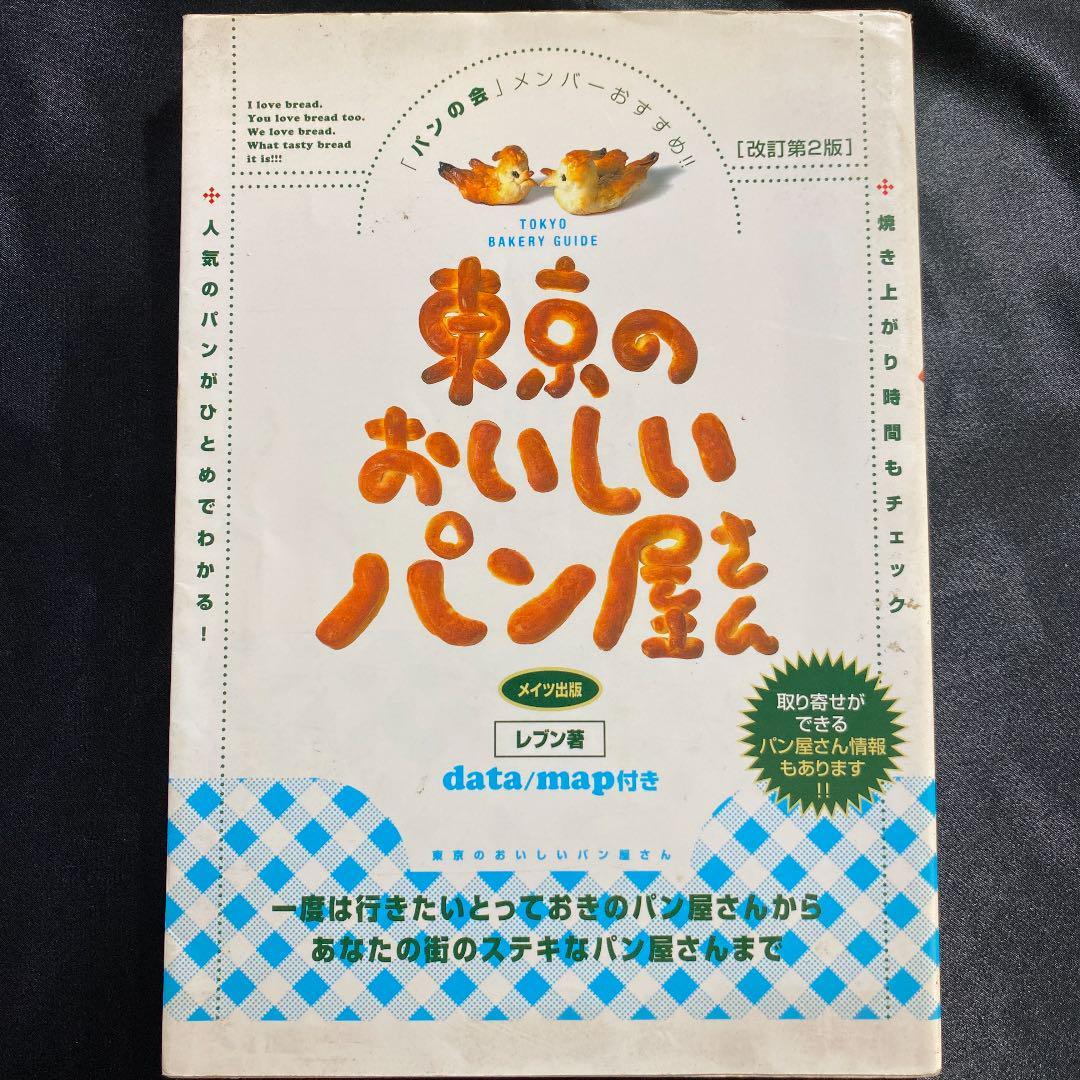 I love bread.
You love bread too.
We love bread.
What tasty bread
it is!!!
「パンの会」メンバーおすすめ!!
［改訂第2版］
TOKYO
BAKERY GUIDE
東京の
おいしい
パン屋さん
人気のパンがひとめでわかる！
焼き上がり時間もチェック
メイツ出版
レブン著
data/map付き
取り寄せが
できる
パン屋さん情報
もあります
!!
東京のおいしいパン屋さん
一度は行きたいとっておきのパン屋さんから
あなたの街のステキなパン屋さんまで